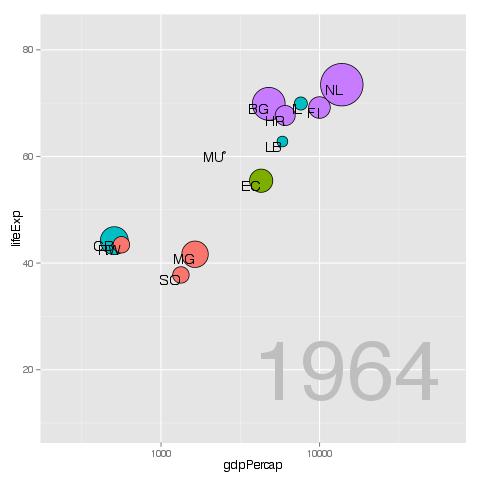 80
60
40
20
lifeExp
NL
BG
HR
FI
LB
MU
EC
MG
SO
1964
1000
10000
gdpPercap